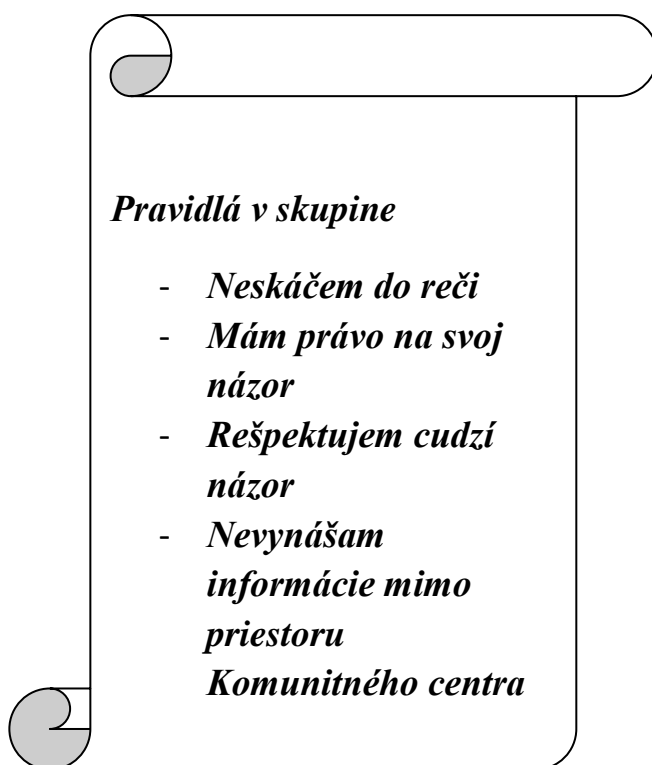 Pravidlá v skupine
- Neskáčem do reči
- Mám právo na svoj
názor
- Rešpektujem cudzí
názor
- Nevynášam
informácie mimo
priestoru
Komunitného centra